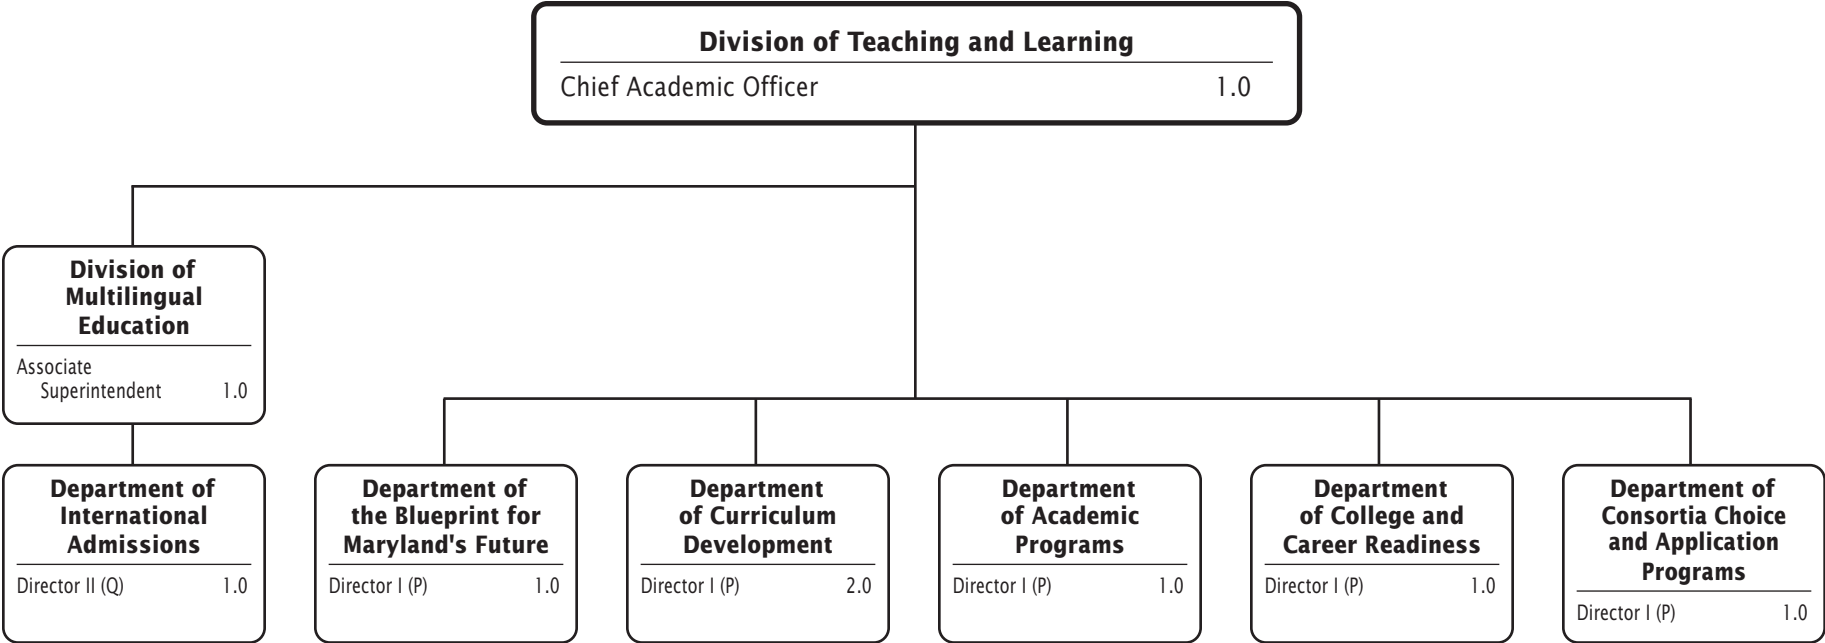 Division of Teaching and Learning
Chief Academic Officer 1.0
Division of
Multilingual
Education
Associate
Superintendent 1.0
Department of
International
Admissions
Director II (Q) 1.0
Department of
the Blueprint for
Maryland's Future
Director I (P) 1.0
Department
of Curriculum
Development
Director I (P) 2.0
Department
of Academic
Programs
Director I (P) 1.0
Department
of College and
Career Readiness
Director I (P) 1.0
Department of
Consortia Choice
and Application
Programs
Director I (P) 1.0